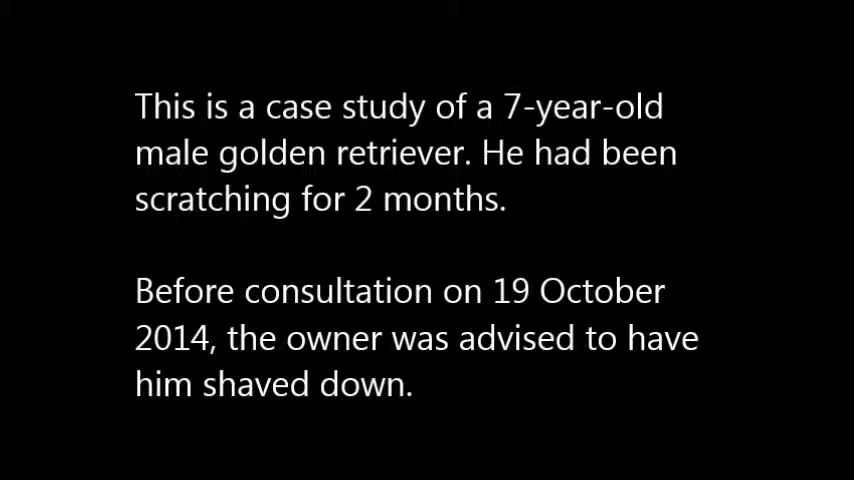 This is a case study of a 7-year-old
male golden retriever. He had been
scratching for 2 months.
Before consultation on 19 October
2014, the owner was advised to have
him shaved down.